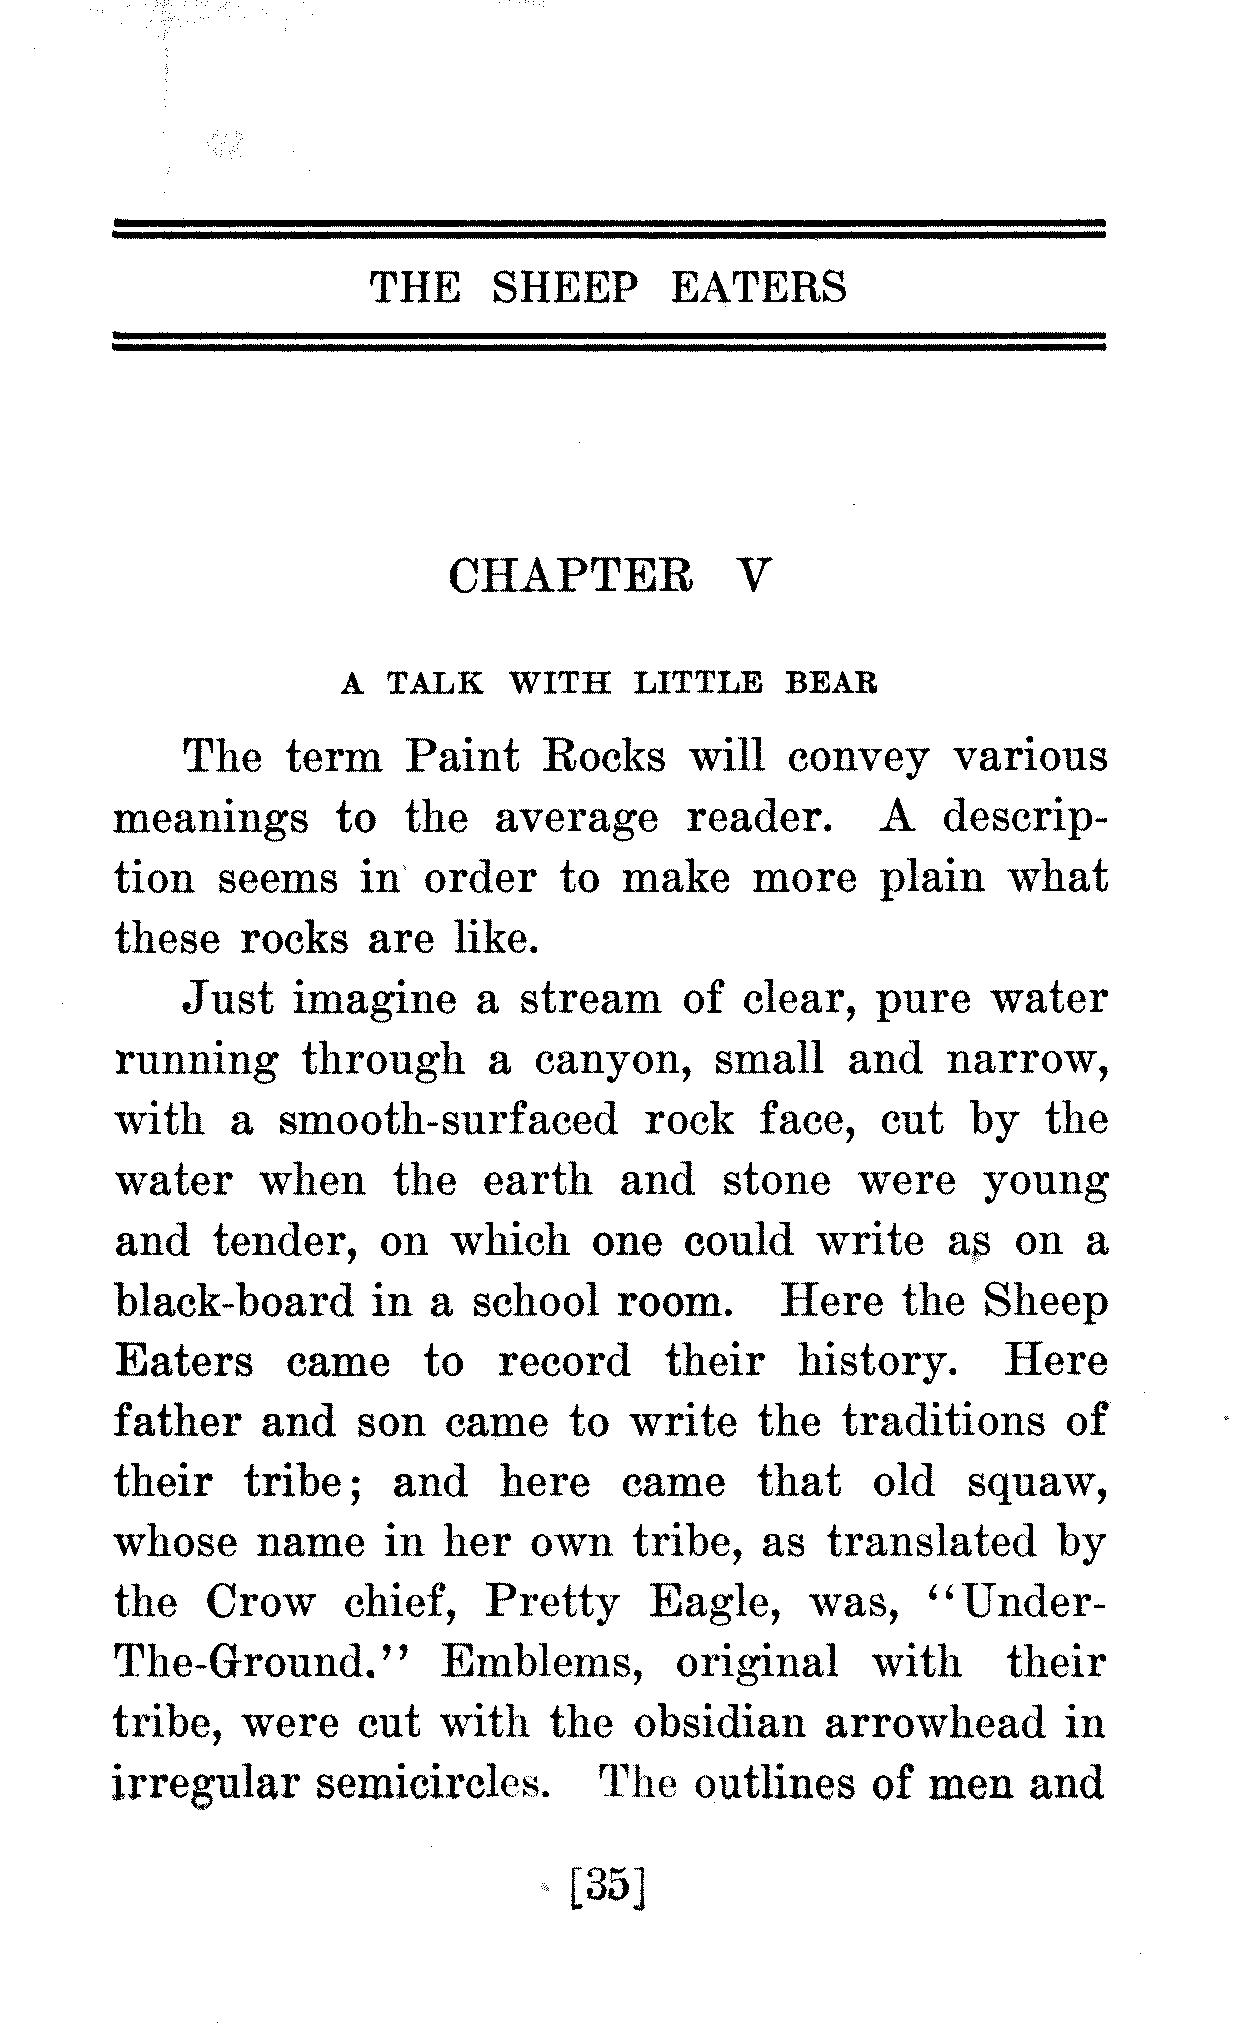 THE SHEEP EATERS
CHAPTER V
A TALK WITH LITTLE BEAR
The term Paint Rocks will convey various
meanings to the average reader. A descrip-
tion seems in order to make more plain what
these rocks are like.
Just imagine a stream of clear, pure water
running through a canyon, small and narrow,
with a smooth-surfaced rock face, cut by the
water when the earth and stone were young
and tender, on which one could write as on a
black-board in a school room. Here the Sheep
Eaters came to record their history. Here
father and son came to write the traditions of
their tribe; and here came that old squaw,
whose name in her own tribe, as translated by
the Crow chief, Pretty Eagle, was, "Under-
The-Ground." Emblems, original with their
tribe, were cut with the obsidian arrowhead in
irregular semicircles. The outlines of men and
[35]